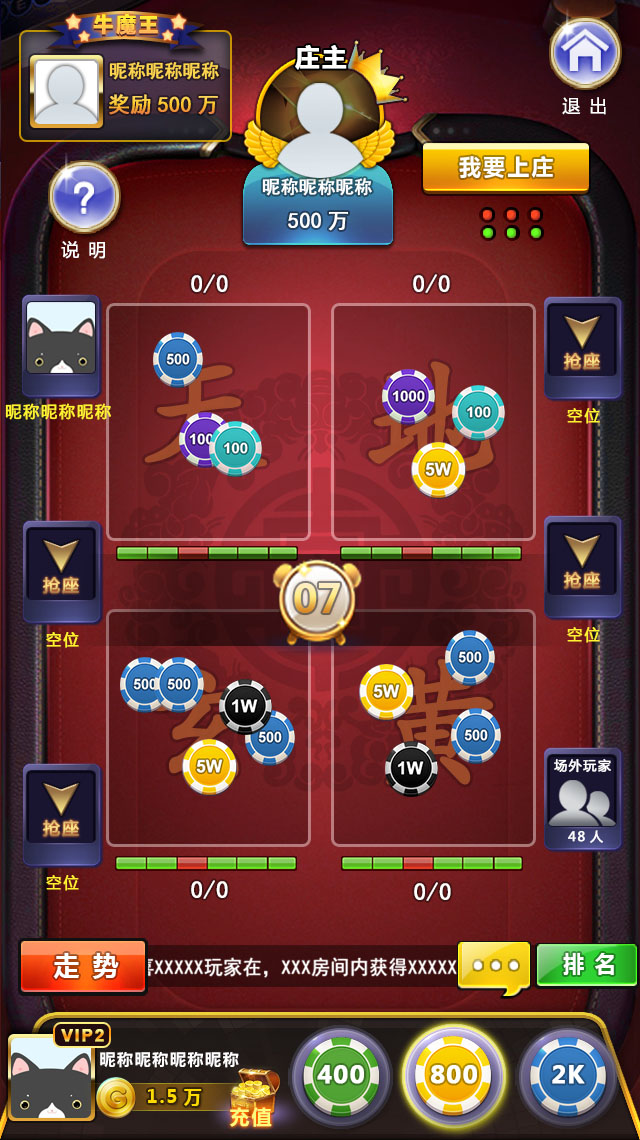 牛魔王
昵称昵称昵称
奖励 500 万
庄主
昵称昵称昵称
500 万
退 出
我要上庄
?
说 明
0/0
0/0
昵称昵称昵称
天
500
100
100
地
1000
100
5W
抢座
空位
抢座
空位
07
抢座
空位
500
500
1W
500
5W
黄
500
5W
500
1W
抢座
空位
场外玩家
48 人
0/0
0/0
走 势
XXXXX玩家在，XXX房间内获得XXXXX
排 名
VIP2
昵称昵称昵称昵称
G
1.5 万
充值
400
800
2K